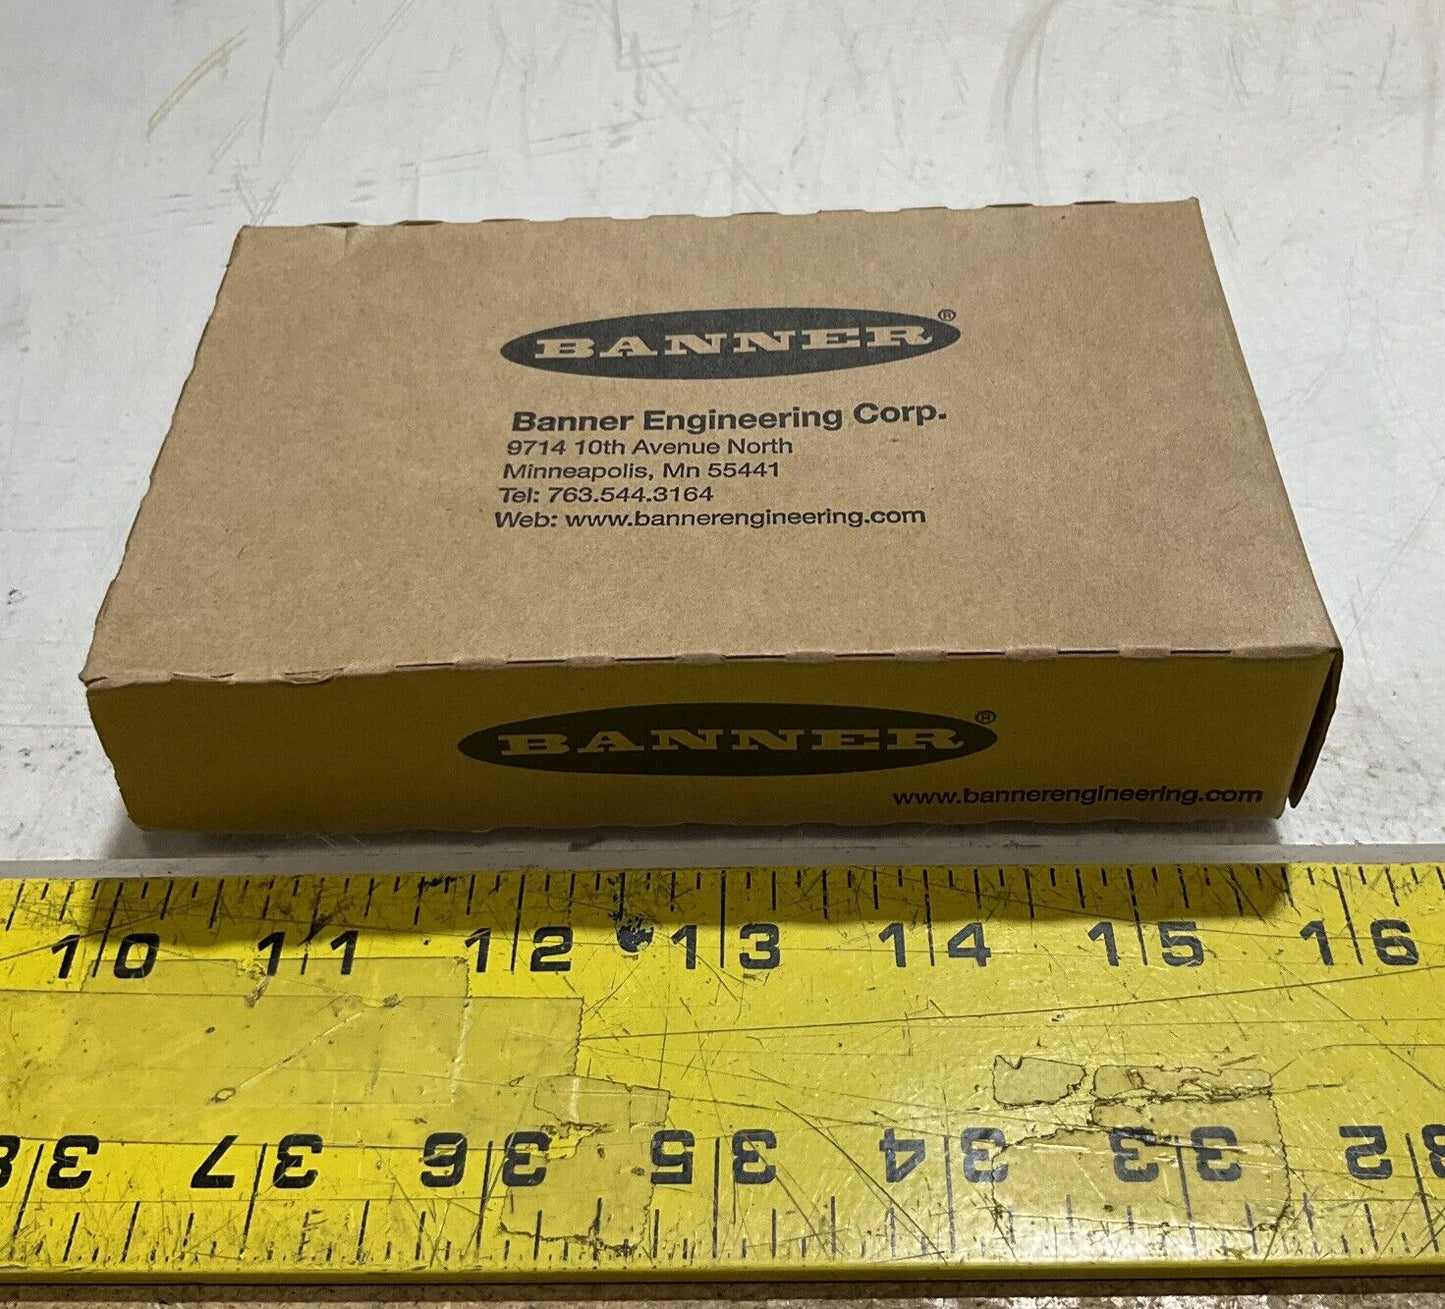 BANNER®
Banner Engineering Corp.
9714 10th Avenue North
Minneapolis, Mn 55441
Tel: 763.544.3164
Web: www.bannerengineering.com
BANNER®
www.bannerengineering.com
10 11 12 13 14 15 16
38 37 36 35 34 33 32